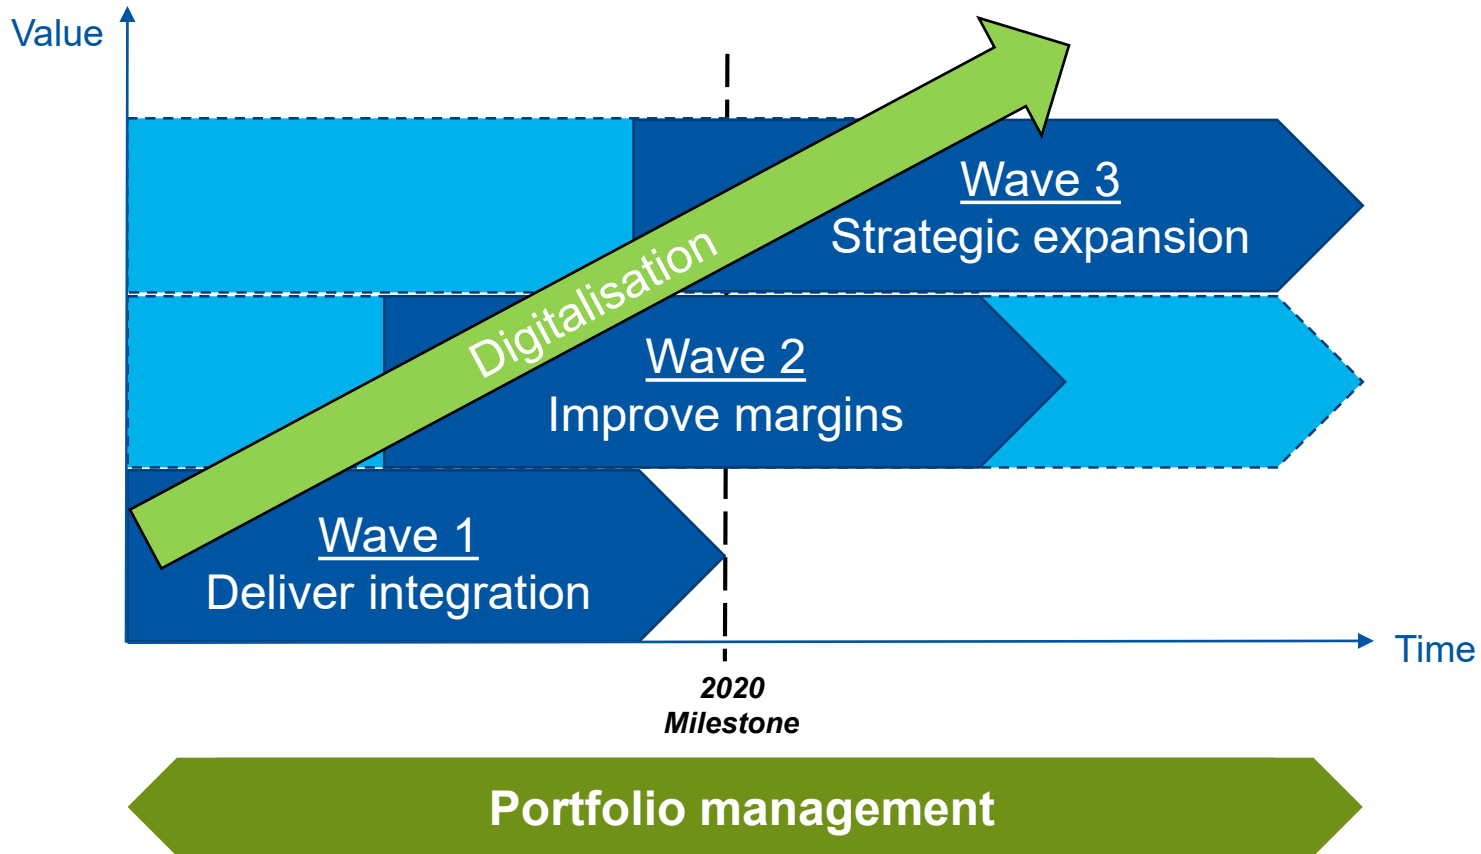 Value
Wave 3
Strategic expansion
Digitalisation
Wave 2
Improve margins
Wave 1
Deliver integration
Time
2020
Milestone
Portfolio management